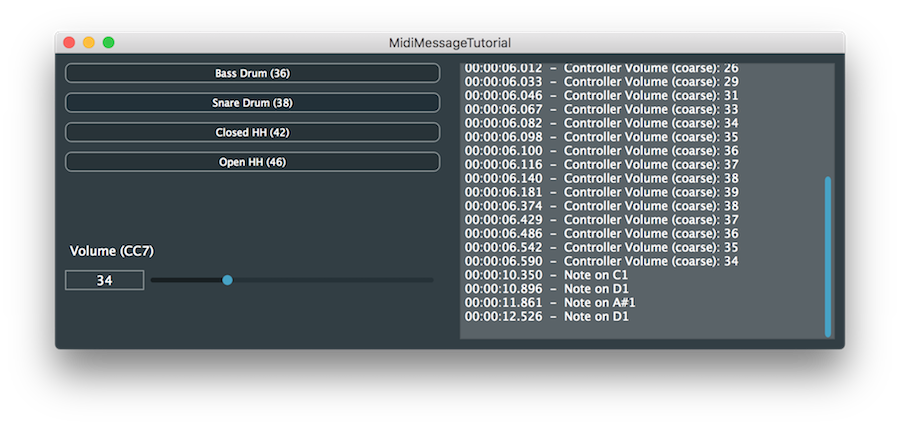 MidiMessageTutorial
Bass Drum (36)
Snare Drum (38)
Closed HH (42)
Open HH (46)
Volume (CC7)
34
00:00:06.012 – Controller Volume (coarse): 26
00:00:06.033 – Controller Volume (coarse): 29
00:00:06.046 – Controller Volume (coarse): 31
00:00:06.067 – Controller Volume (coarse): 33
00:00:06.082 – Controller Volume (coarse): 34
00:00:06.098 – Controller Volume (coarse): 35
00:00:06.100 – Controller Volume (coarse): 36
00:00:06.116 – Controller Volume (coarse): 37
00:00:06.140 – Controller Volume (coarse): 38
00:00:06.181 – Controller Volume (coarse): 39
00:00:06.374 – Controller Volume (coarse): 38
00:00:06.429 – Controller Volume (coarse): 37
00:00:06.486 – Controller Volume (coarse): 36
00:00:06.542 – Controller Volume (coarse): 35
00:00:06.590 – Controller Volume (coarse): 34
00:00:10.350 – Note on C1
00:00:10.896 – Note on D1
00:00:11.861 – Note on A#1
00:00:12.526 – Note on D1